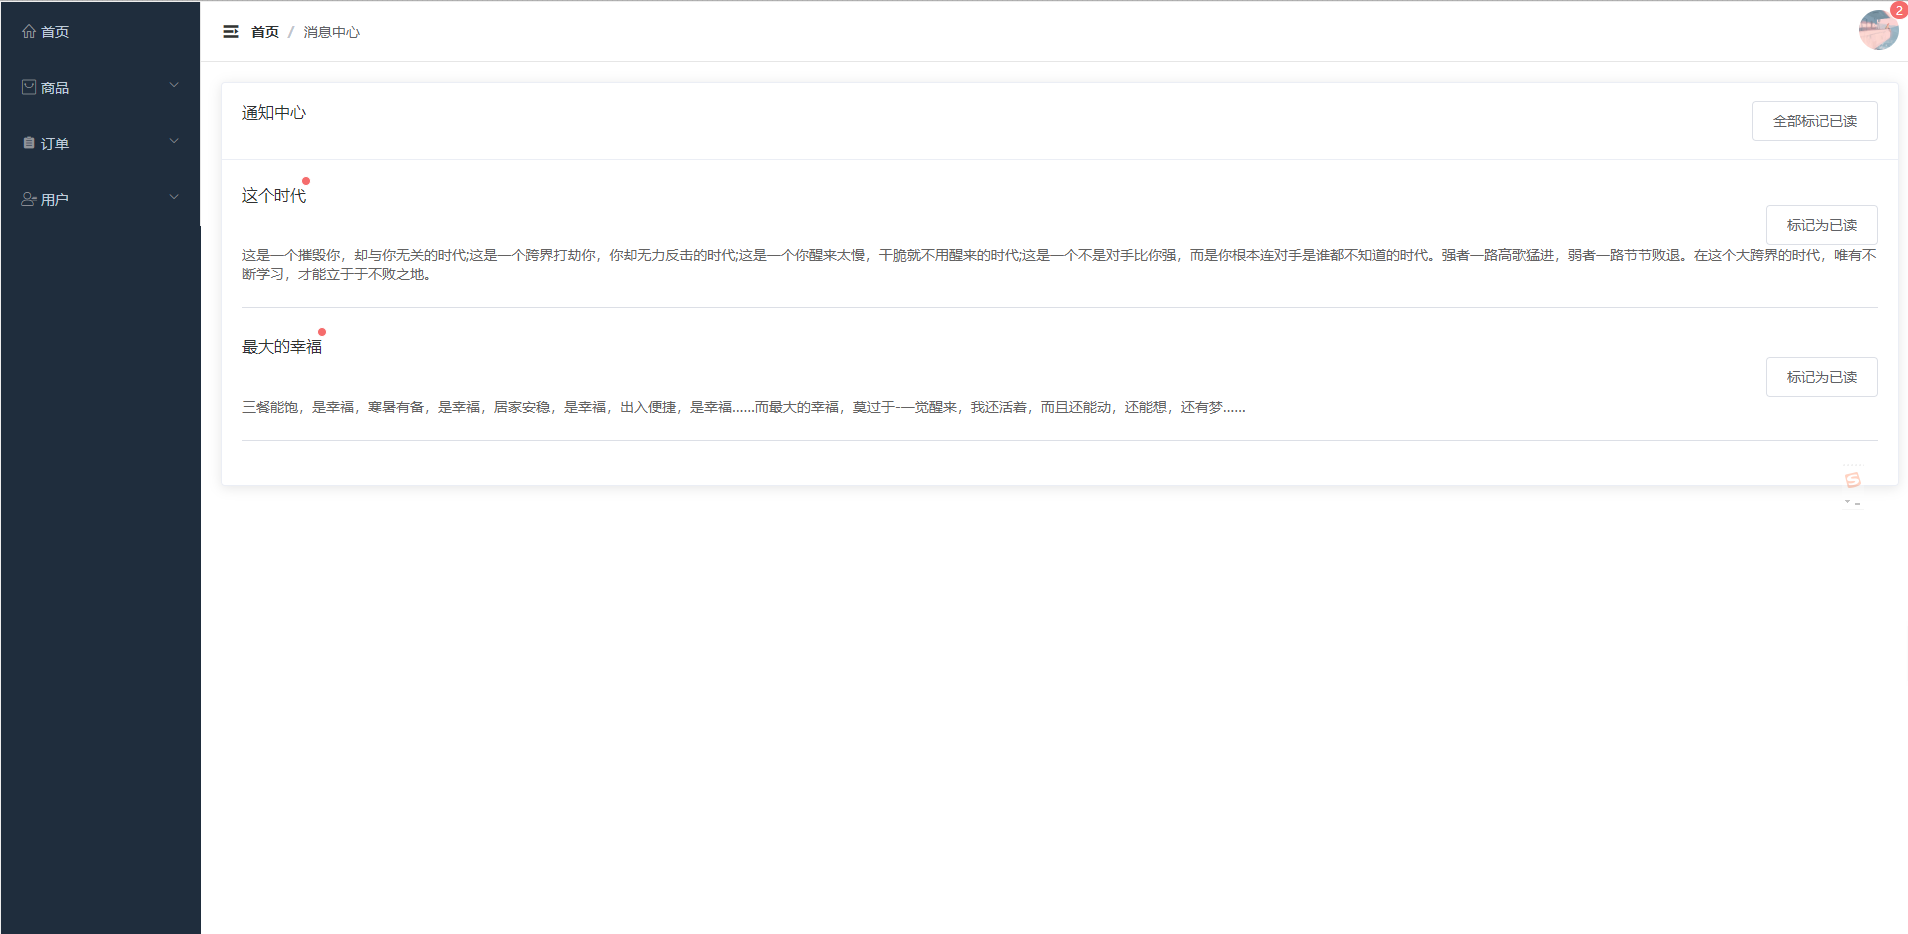 首页
商品
订单
用户
首页 / 消息中心
2
通知中心
全部标记已读
这个时代
标记为已读
这是一个摧毁你，却与你无关的时代;这是一个跨界打劫你，你却无力反击的时代;这是一个你醒来太慢，干脆就不用醒来的时代;这是一个不是对手比你强，而是你根本连对手是谁都不知道的时代。强者一路高歌猛进，弱者一路节节败退。在这个大跨界的时代，唯有不
断学习，才能立于于不败之地。
最大的幸福
标记为已读
三餐能饱，是幸福，寒暑有备，是幸福，居家安稳，是幸福，出入便捷，是幸福……而最大的幸福，莫过于-一觉醒来，我还活着，而且还能动，还能想，还有梦……
S